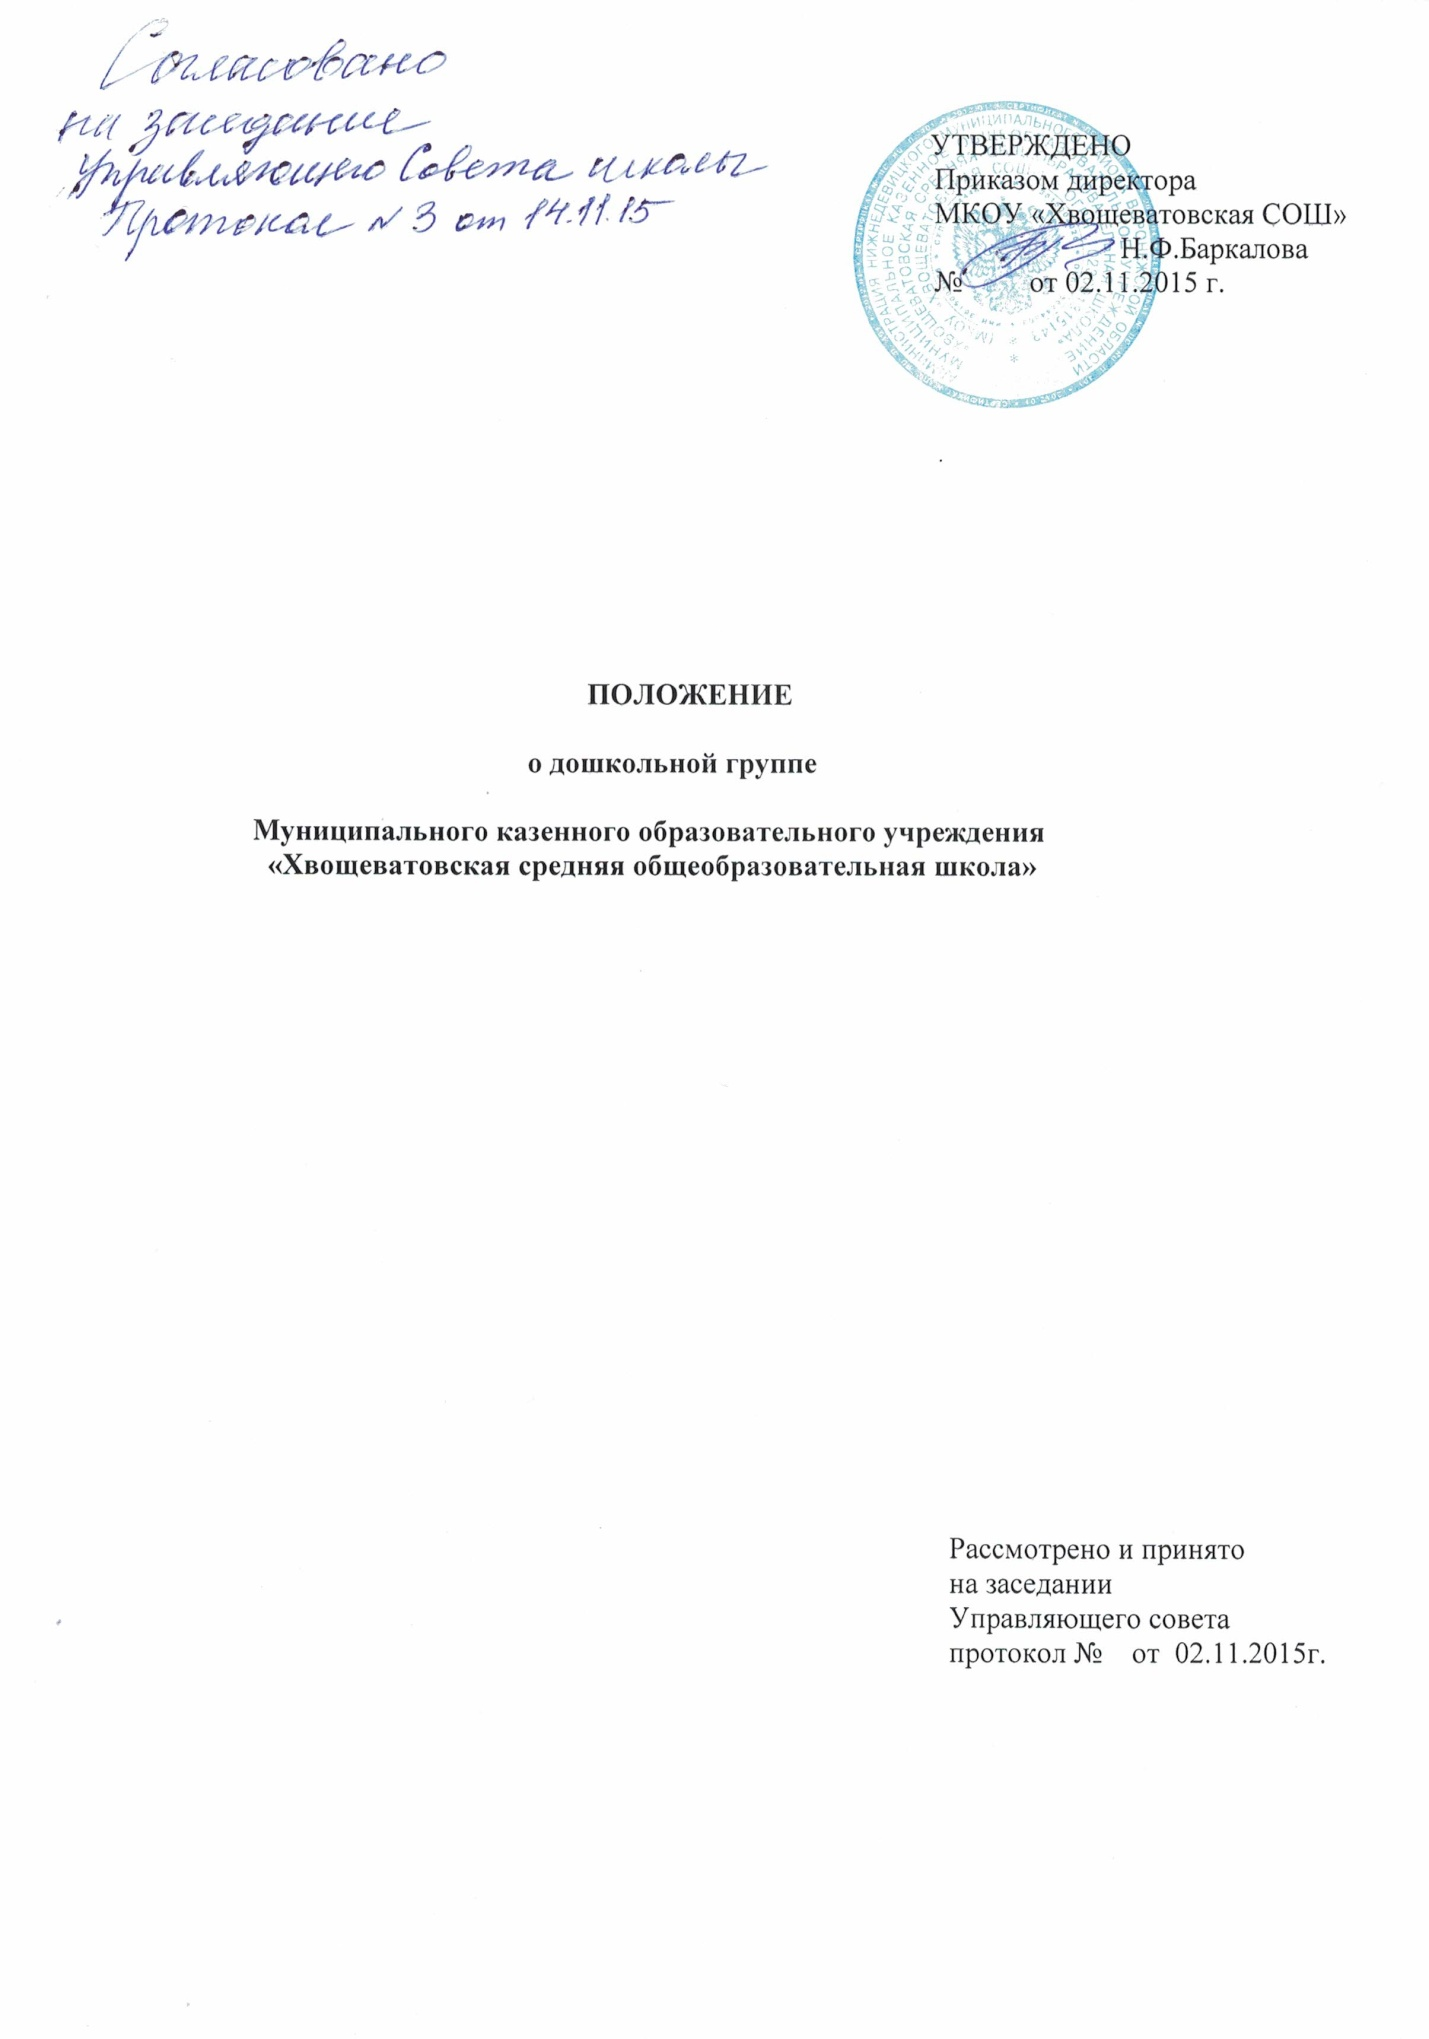 Согласовано
на заседание
Управляющего Совета школы
Протокол N 3 от 14.11.15
УТВЕРЖДЕНО
Приказом директора
МКОУ «Хвощеватовская СОШ»
Н.Ф.Баркалова
№ от 02.11.2015 г.
ПОЛОЖЕНИЕ
о дошкольной группе
Муниципального казенного образовательного учреждения
«Хвощеватовская средняя общеобразовательная школа»
Рассмотрено и принято
на заседании
Управляющего совета
протокол № от 02.11.2015г.